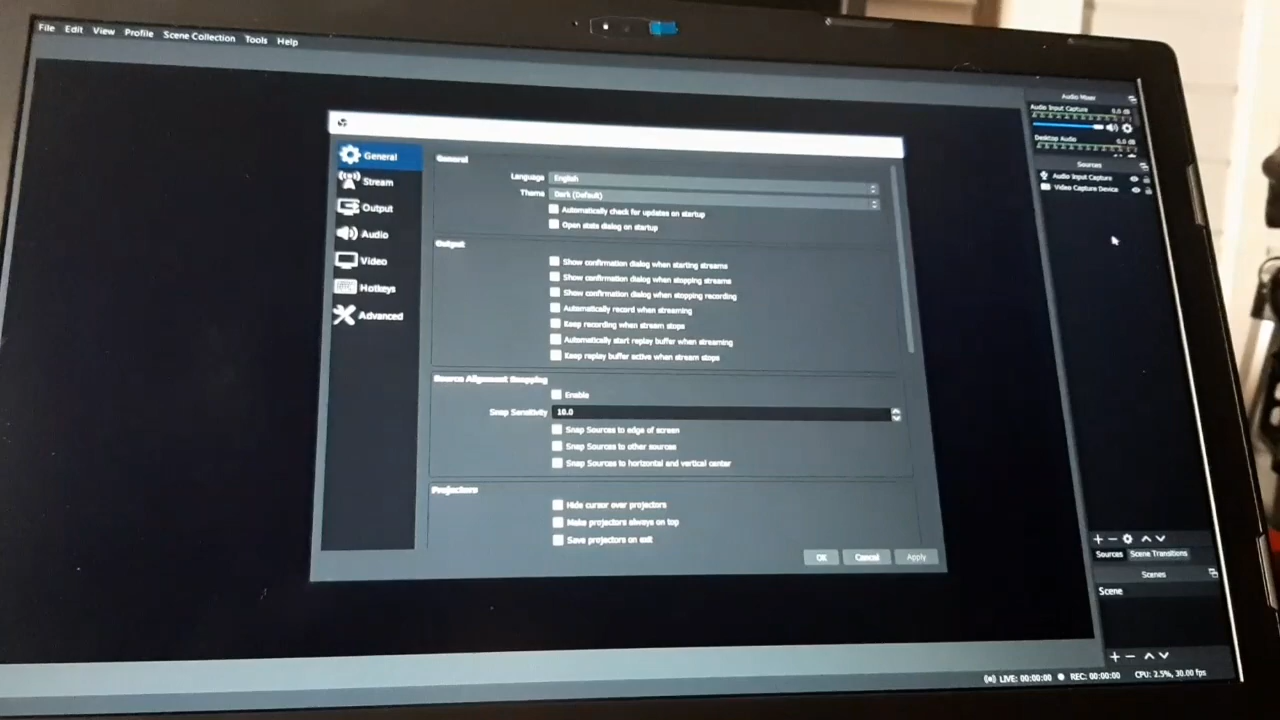 File Edit View Profile Scene Collection Tools Help
General
Stream
Output
Audio
Video
Hotkeys
Advanced
General
Language English
Theme Dark (Default)
Automatically check for updates on startup
Open stats dialog on startup
Output
Show confirmation dialog when starting streams
Show confirmation dialog when stopping streams
Show confirmation dialog when stopping recording
Automatically record when streaming
Keep recording when stream stops
Automatically start replay buffer when streaming
Keep replay buffer active when stream stops
Source Alignment Snapping
Enable
Snap Sensitivity 10.0
Snap Sources to edge of screen
Snap Sources to other sources
Snap Sources to horizontal and vertical center
Projectors
Hide cursor over projectors
Make projectors always on top
Save projectors on exit
OK Cancel Apply
Audio Mixer
Audio Input Capture 0.0 dB
Desktop Audio 0.0 dB
Sources
Audio Input Capture
Video Capture Device
Sources Scene Transitions
Scenes
Scene
LIVE: 00:00:00 REC: 00:00:00 CPU: 2.5%, 30.00 fps